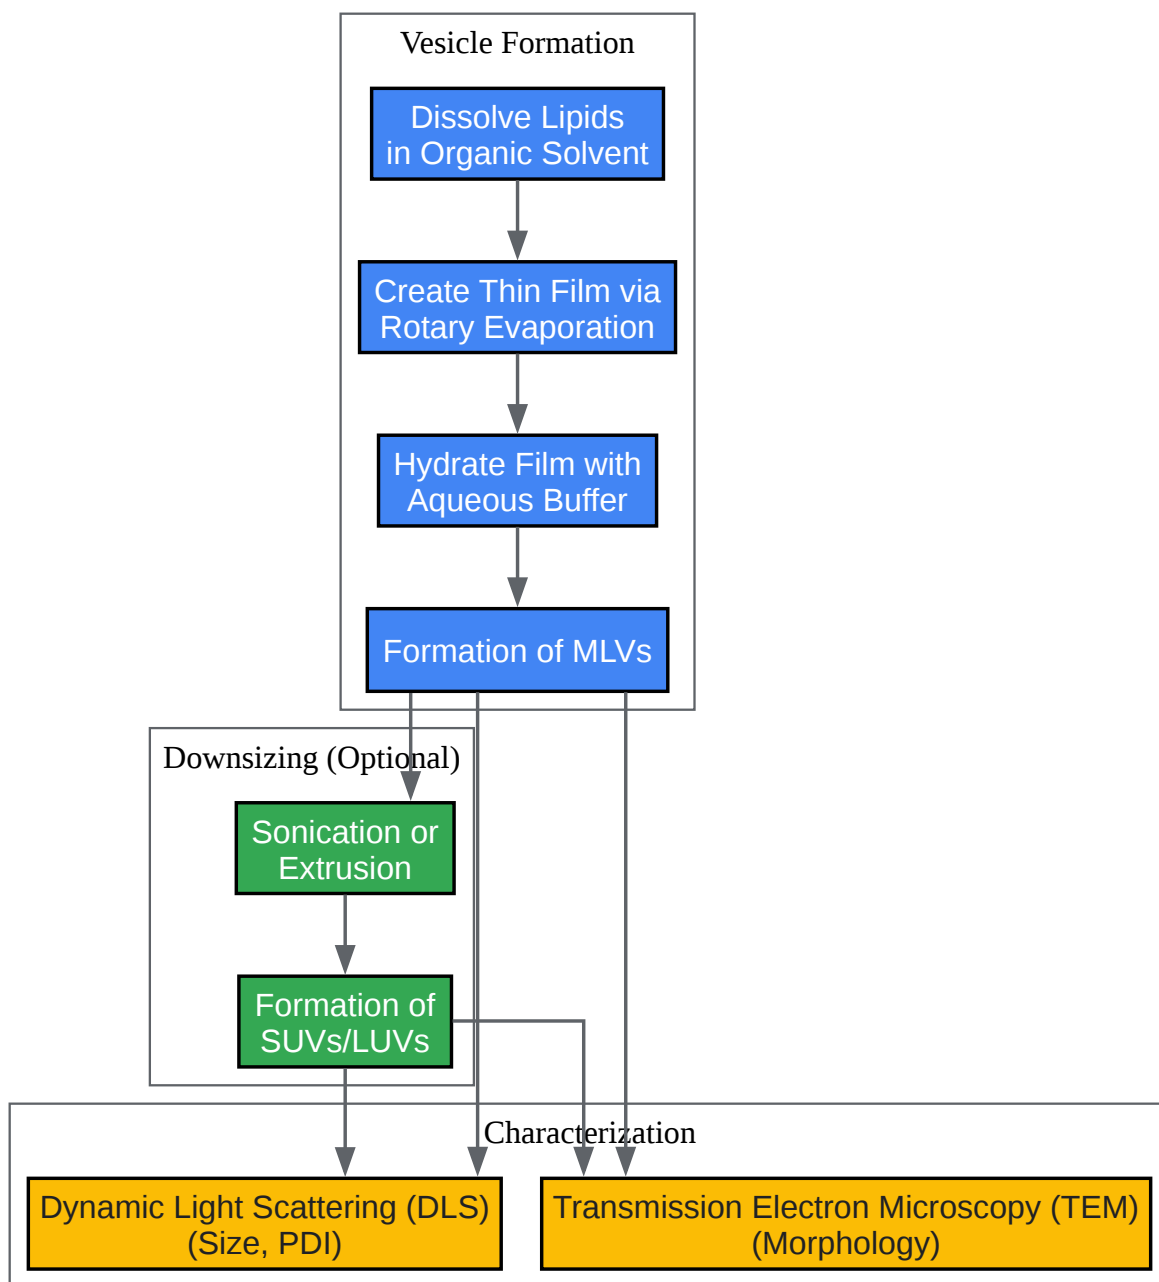 Vesicle Formation
Dissolve Lipids
in Organic Solvent
Create Thin Film via
Rotary Evaporation
Hydrate Film with
Aqueous Buffer
Formation of MLVs
Downsizing (Optional)
Sonication or
Extrusion
Formation of
SUVs/LUVs
Characterization
Dynamic Light Scattering (DLS)
(Size, PDI)
Transmission Electron Microscopy (TEM)
(Morphology)